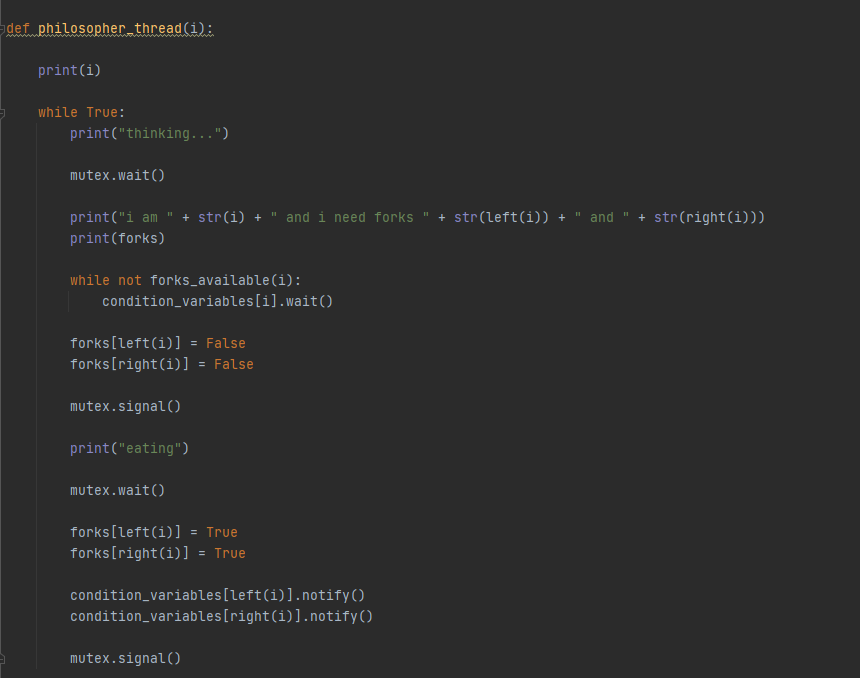 def philosopher_thread(i):
print(i)
while True:
print("thinking...")
mutex.wait()
print("i am " + str(i) + " and i need forks " + str(left(i)) + " and " + str(right(i)))
print(forks)
while not forks_available(i):
condition_variables[i].wait()
forks[left(i)] = False
forks[right(i)] = False
mutex.signal()
print("eating")
mutex.wait()
forks[left(i)] = True
forks[right(i)] = True
condition_variables[left(i)].notify()
condition_variables[right(i)].notify()
mutex.signal()